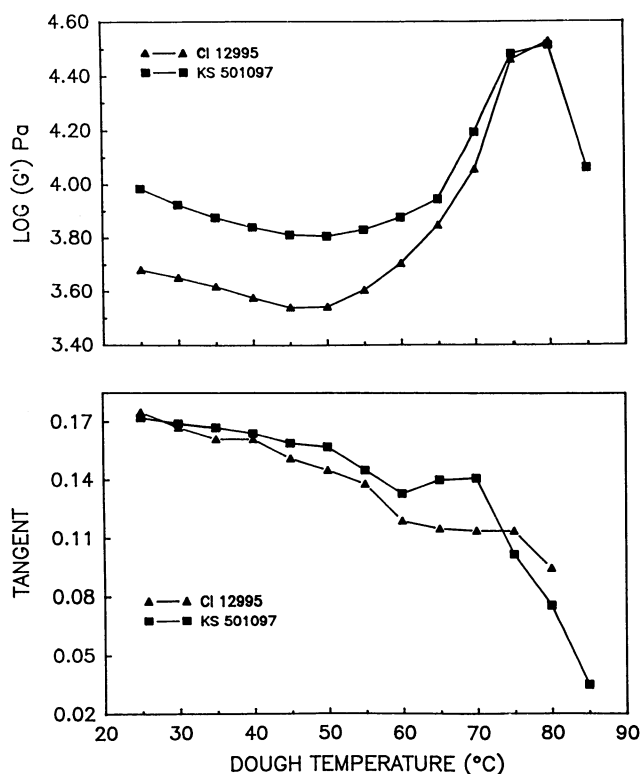 4.60
4.40
4.20
4.00
3.80
3.60
3.40
LOG (G') Pa
CI 12995
KS 501097
0.17
0.14
0.11
0.08
0.05
0.02
TANGENT
CI 12995
KS 501097
20 30 40 50 60 70 80 90
DOUGH TEMPERATURE (°C)